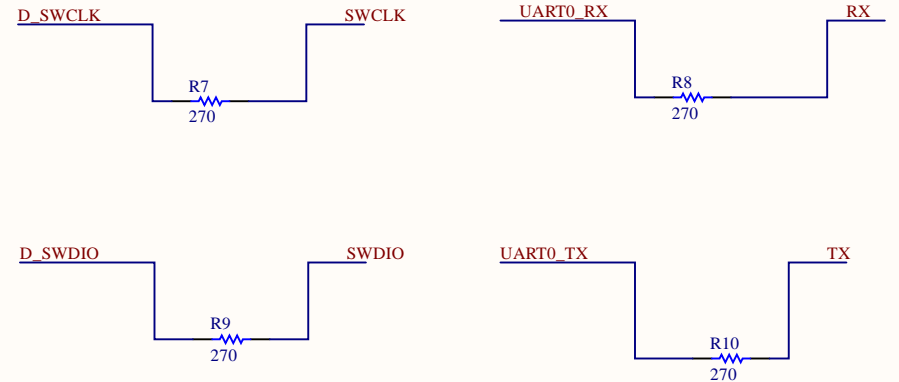 D_SWCLK SWCLK
R7
270
UART0_RX RX
R8
270
D_SWDIO SWDIO
R9
270
UART0_TX TX
R10
270